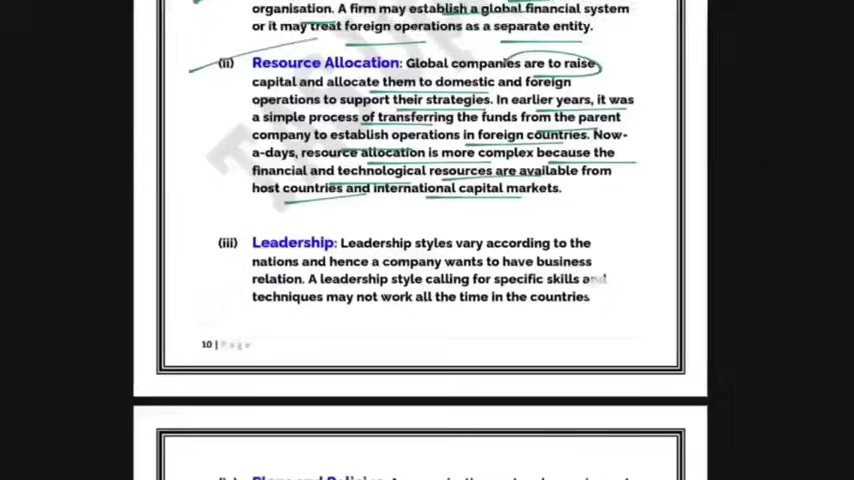 organisation. A firm may establish a global financial system
or it may treat foreign operations as a separate entity.
(ii) Resource Allocation: Global companies are to raise
capital and allocate them to domestic and foreign
operations to support their strategies. In earlier years, it was
a simple process of transferring the funds from the parent
company to establish operations in foreign countries. Now-
a-days, resource allocation is more complex because the
financial and technological resources are available from
host countries and international capital markets.
(iii) Leadership: Leadership styles vary according to the
nations and hence a company wants to have business
relation. A leadership style calling for specific skills and
techniques may not work all the time in the countries
10 | Page
Plans and Policies: